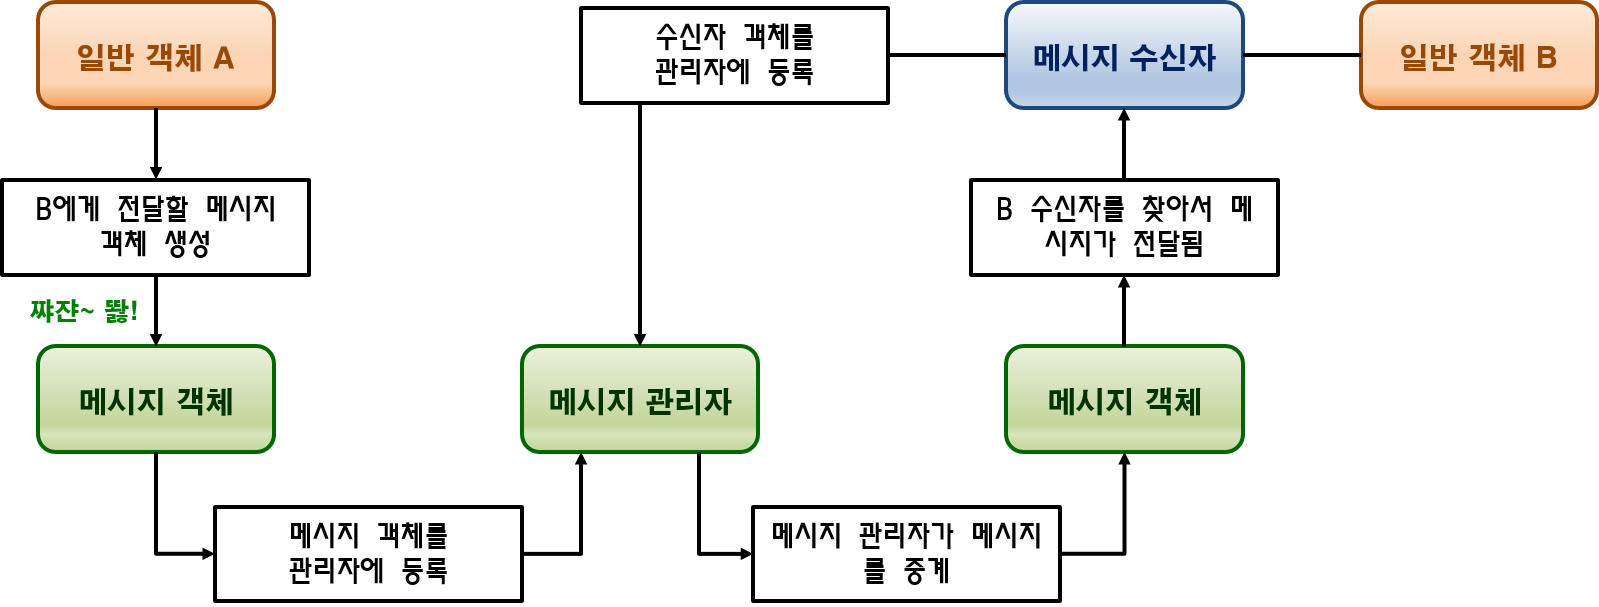 일반 객체 A
수신자 객체를
관리자에 등록
메시지 수신자
일반 객체 B
B에게 전달할 메시지
객체 생성
B 수신자를 찾아서 메
시지가 전달됨
쨔쟌~ 뙇!
메시지 객체
메시지 관리자
메시지 객체
메시지 객체를
관리자에 등록
메시지 관리자가 메시지
를 중계